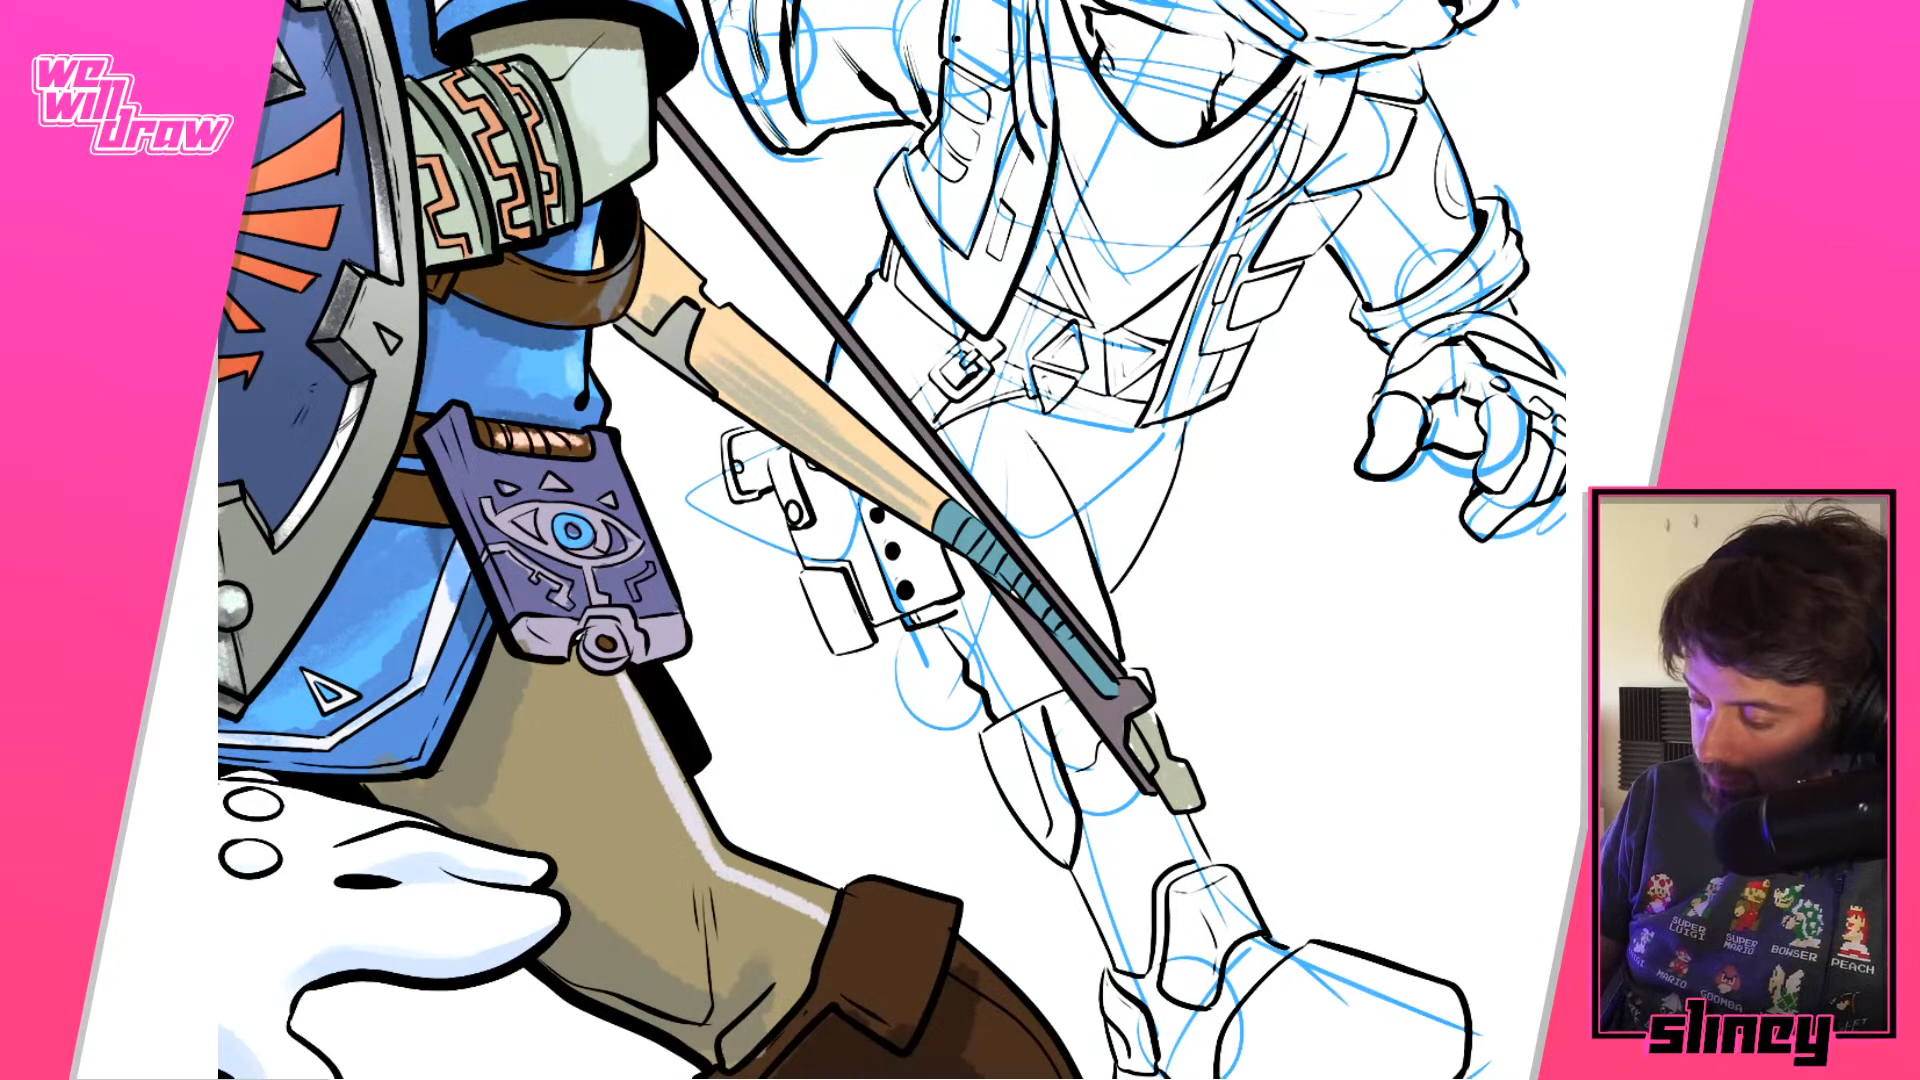 we
will
draw
SUPER
LUIGI
SUPER
MARIO
BOWSER
PEACH
MARIO
GOOMBA
sliney